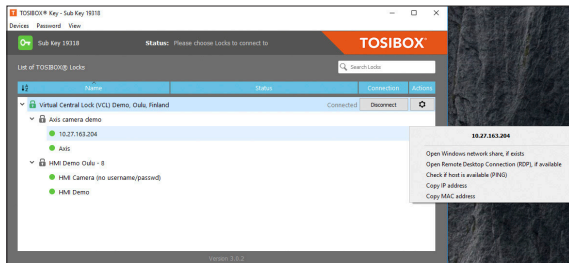 TOSIBOX® Key - Sub Key 19318
Devices Password View
Sub Key 19318 Status: Please choose Locks to connect to TOSIBOX®
List of TOSIBOX® Locks Search Locks
Name Status Connection Actions
Virtual Central Lock (VCL) Demo, Oulu, Finland Connected Disconnect
Axis camera demo
10.27.163.204
Axis
HMI Demo Oulu - 8
HMI Camera (no username/passwd)
HMI Demo
10.27.163.204
Open Windows network share, if exists
Open Remote Desktop Connection (RDP), if available
Check if host is available (PING)
Copy IP address
Copy MAC address
Version 3.0.2